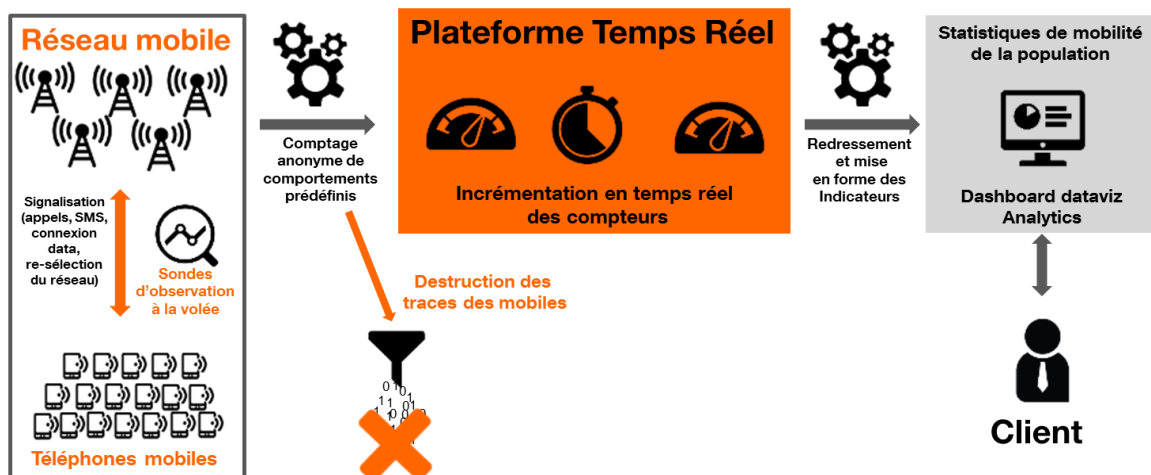 Réseau mobile
Signalisation
(appels, SMS,
connexion
data,
re-sélection
du réseau)
Sondes
d'observation
à la volée
Téléphones mobiles
Comptage
anonyme de
comportements
prédéfinis
Plateforme Temps Réel
Incrémentation en temps réel
des compteurs
Destruction des
traces des mobiles
Redressement
et mise
en forme des
Indicateurs
Statistiques de mobilité
de la population
Dashboard dataviz
Analytics
Client